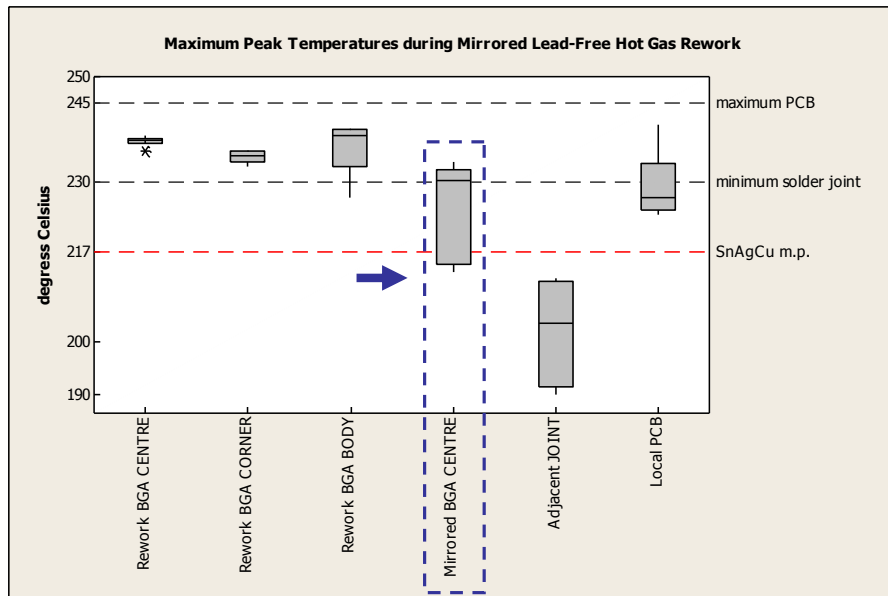 Maximum Peak Temperatures during Mirrored Lead-Free Hot Gas Rework
250
245
230
217
200
190
degress Celsius
maximum PCB
minimum solder joint
SnAgCu m.p.
Rework BGA CENTRE
Rework BGA CORNER
Rework BGA BODY
Mirrored BGA CENTRE
Adjacent JOINT
Local PCB